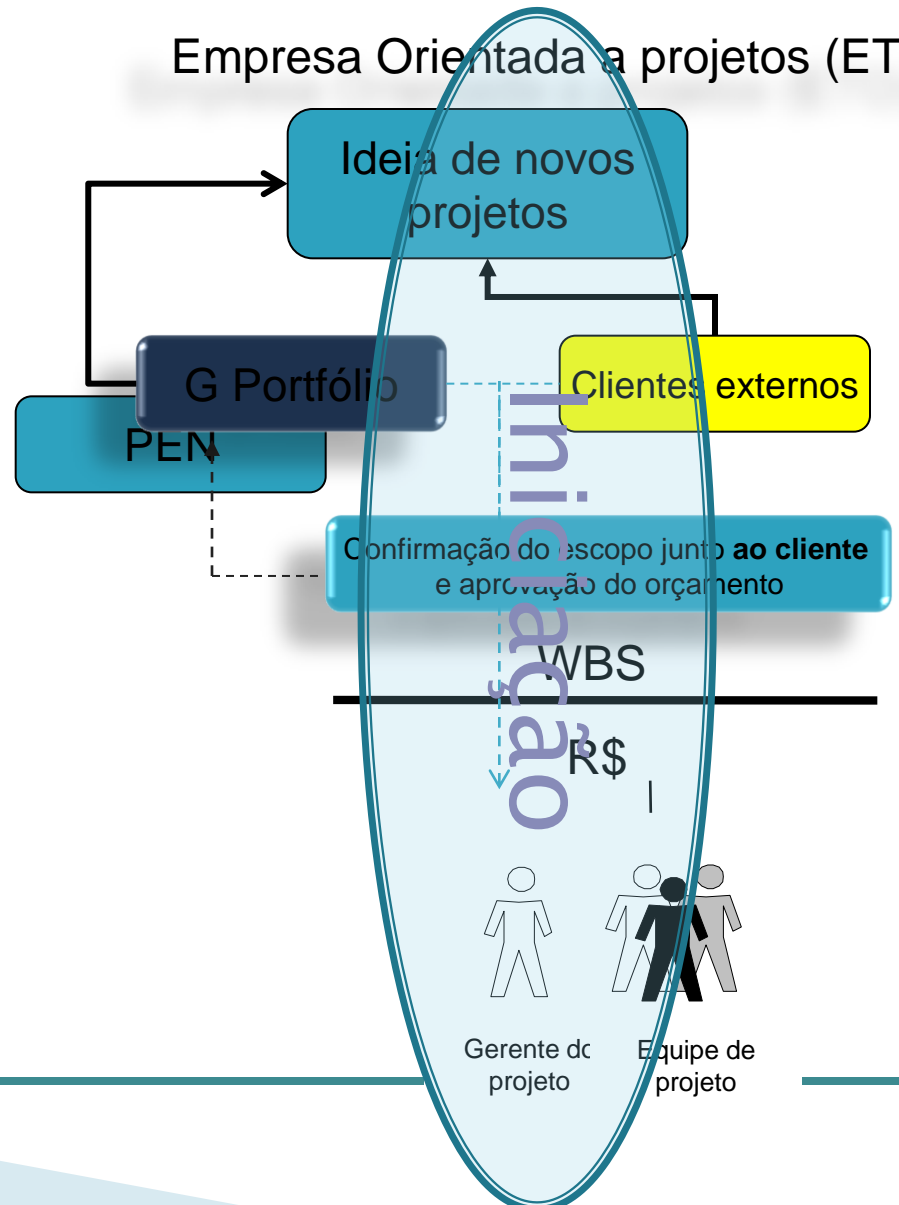 Empresa Orientada a projetos (ET
Ideia de novos
projetos
G Portfólio
Clientes externos
PEN
Iniciação
Confirmação do escopo junto ao cliente
e aprovação do orçamento
WBS
R$
Gerente do
projeto
Equipe de
projeto